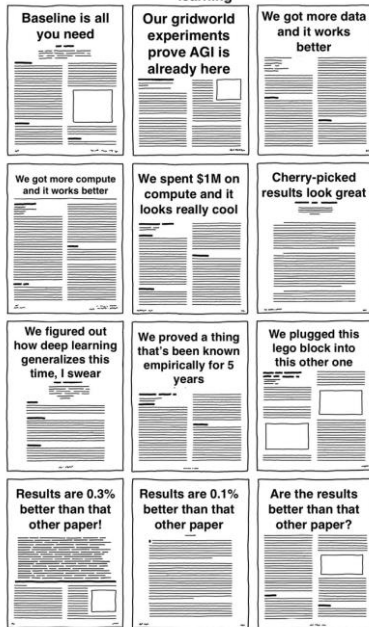 learning
Baseline is all
you need
Our gridworld
experiments
prove AGI is
already here
We got more data
and it works
better
We got more compute
and it works better
We spent $1M on
compute and it
looks really cool
Cherry-picked
results look great
We figured out
how deep learning
generalizes this
time, I swear
We proved a thing
that's been known
empirically for 5
years
We plugged this
lego block into
this other one
Results are 0.3%
better than that
other paper!
Results are 0.1%
better than that
other paper
Are the results
better than that
other paper?